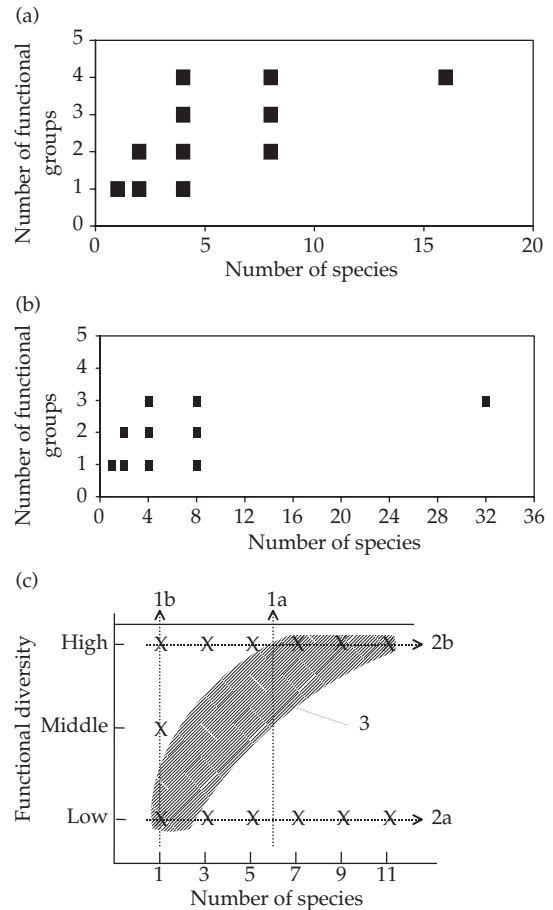 (a)
5
4
3
2
1
0
Number of functional
groups
0 5 10 15 20
Number of species
(b)
5
4
3
2
1
0
Number of functional
groups
0 4 8 12 16 20 24 28 32 36
Number of species
(c)
1b 1a
High X X X X X X 2b
Middle X
3
Low X X X X X X 2a
Functional diversity
1 3 5 7 9 11
Number of species